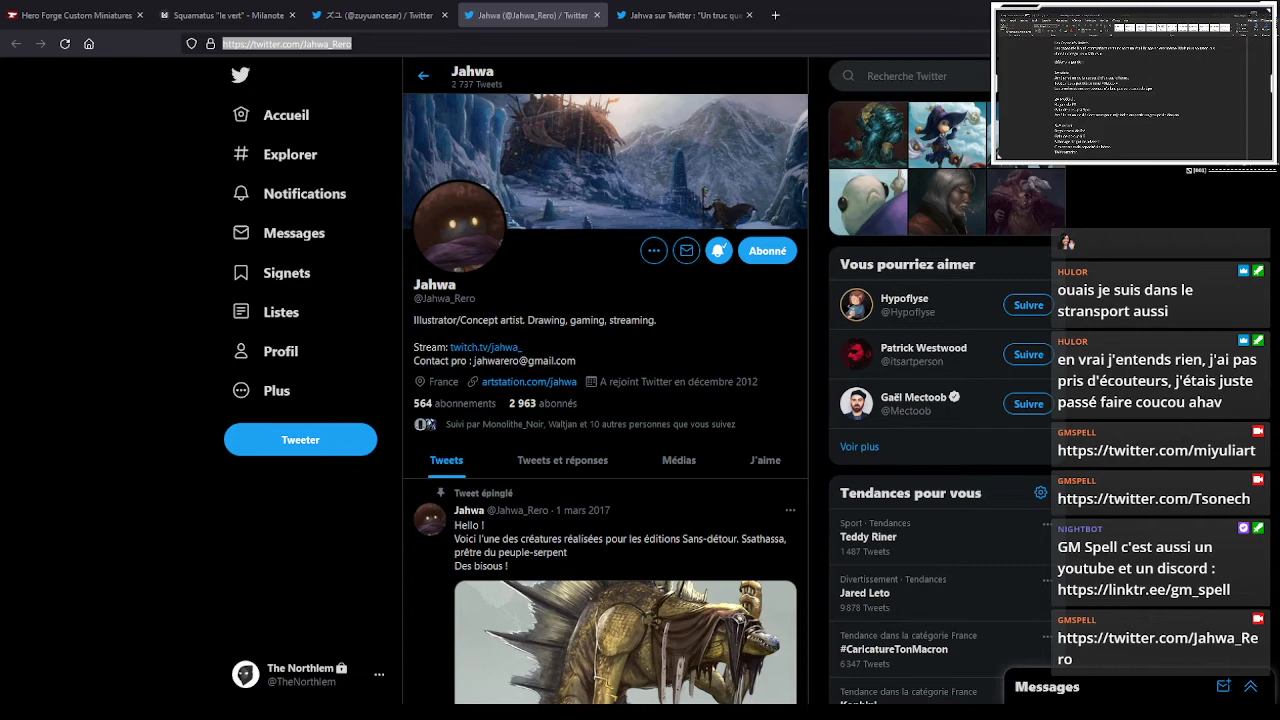 Hero Forge Custom Miniatures
Squamatus "le vert" - Milanote
ズユ (@zuyuancesar) / Twitter
Jahwa (@Jahwa_Rero) / Twitter
Jahwa sur Twitter : "Un truc que
https://twitter.com/Jahwa_Rero
Accueil
Explorer
Notifications
Messages
Signets
Listes
Profil
Plus
Tweeter
The Northlem
@TheNorthlem
Jahwa
2 737 Tweets
Abonné
Jahwa
@Jahwa_Rero
Illustrator/Concept artist. Drawing, gaming, streaming.
Stream: twitch.tv/jahwa_
Contact pro : jahwarero@gmail.com
France
artstation.com/jahwa
A rejoint Twitter en décembre 2012
564 abonnements
2 963 abonnés
Suivi par Monolithe_Noir, Waltjan et 10 autres personnes que vous suivez
Tweets
Tweets et réponses
Médias
J'aime
Tweet épinglé
Jahwa @Jahwa_Rero · 1 mars 2017
Hello !
Voici l'une des créatures réalisées pour les éditions Sans-détour. Ssathassa,
prêtre du peuple-serpent
Des bisous !
Recherche Twitter
Vous pourriez aimer
Hypoflyse
@Hypoflyse
Suivre
Patrick Westwood
@itsartperson
Suivre
Gaël Mectoob
@Mectoob
Suivre
Voir plus
Tendances pour vous
Sport · Tendances
Teddy Riner
1 487 Tweets
Divertissement · Tendances
Jared Leto
9 878 Tweets
Tendance dans la catégorie France
#CaricatureTonMacron
6 347 Tweets
Tendance dans la catégorie France
Messages
HULOR
ouais je suis dans le
stransport aussi
HULOR
en vrai j'entends rien, j'ai pas
pris d'écouteurs, j'étais juste
passé faire coucou ahav
GMSPELL
https://twitter.com/miyuliart
GMSPELL
https://twitter.com/Tsonech
NIGHTBOT
GM Spell c'est aussi un
youtube et un discord :
https://linktr.ee/gm_spell
GMSPELL
https://twitter.com/Jahwa_Re
ro